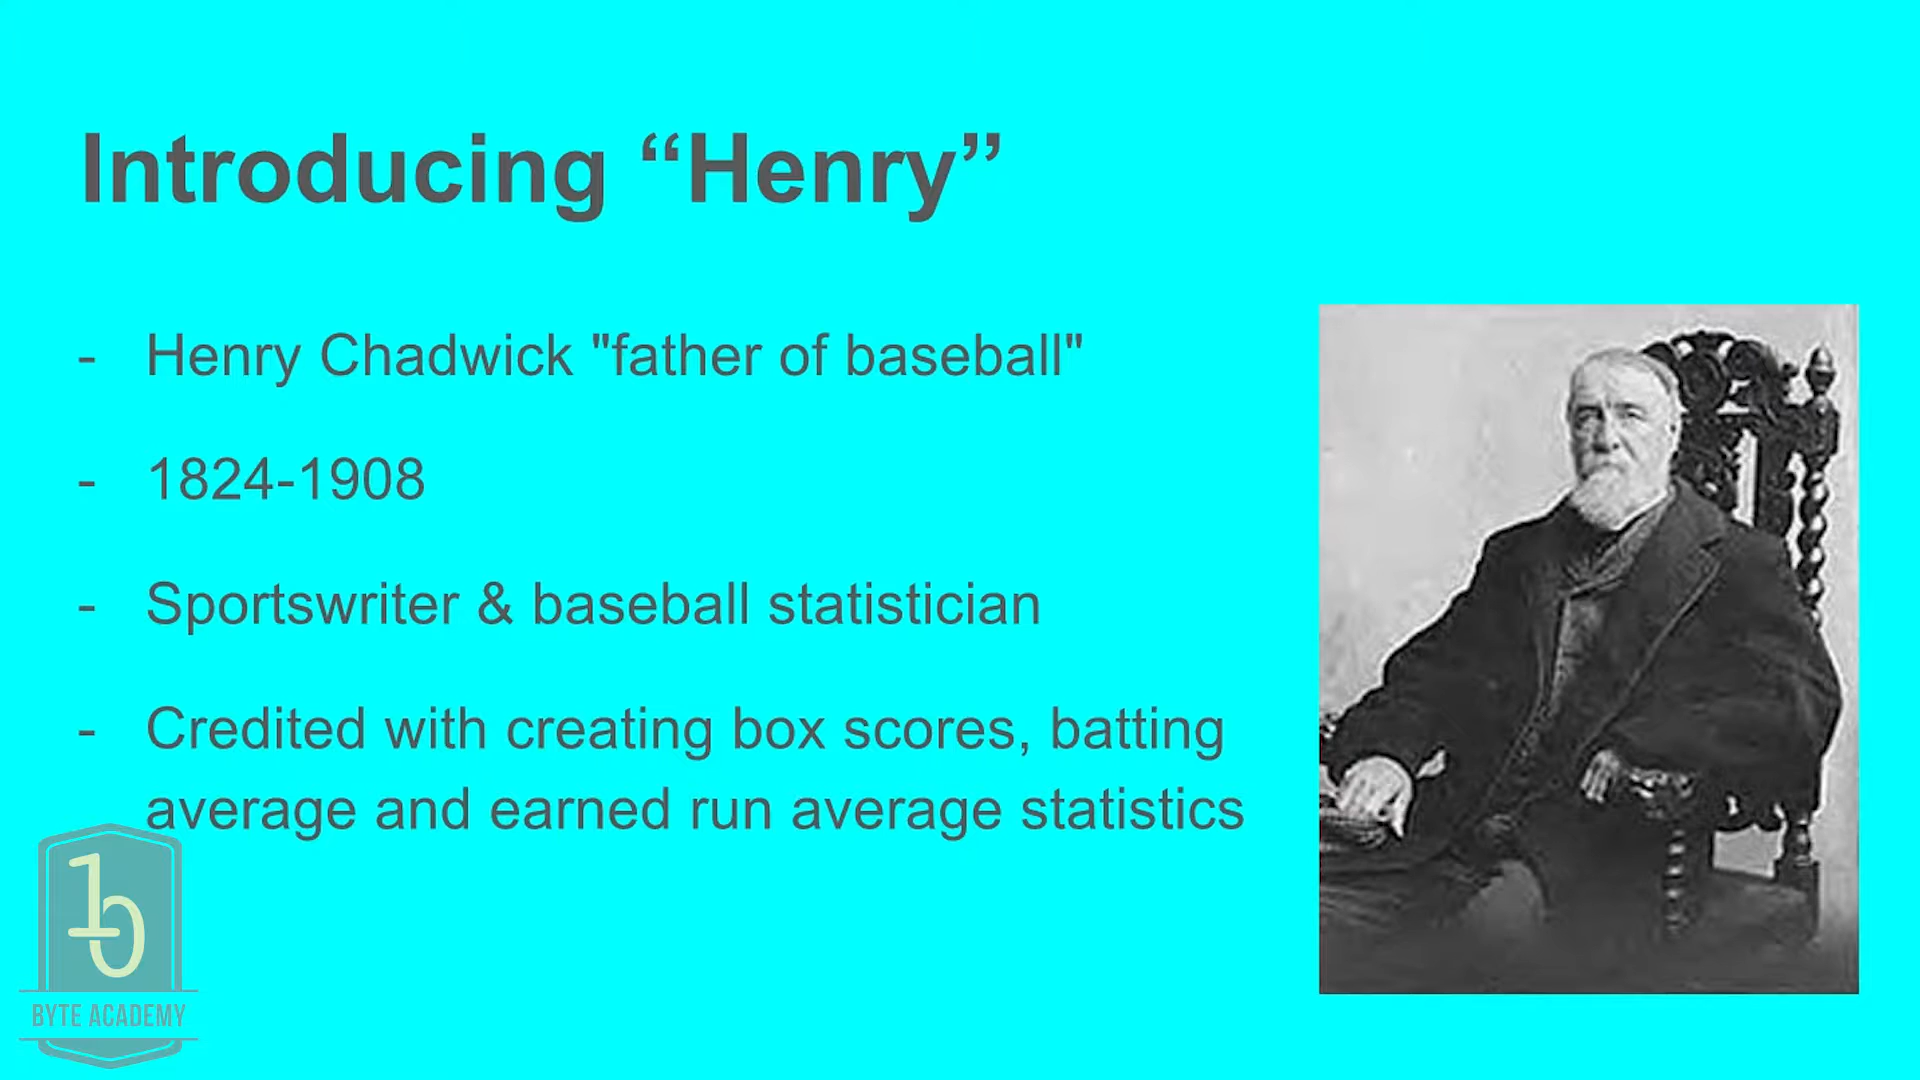 Introducing “Henry”
- Henry Chadwick "father of baseball"
- 1824-1908
- Sportswriter & baseball statistician
- Credited with creating box scores, batting
average and earned run average statistics
10
BYTE ACADEMY